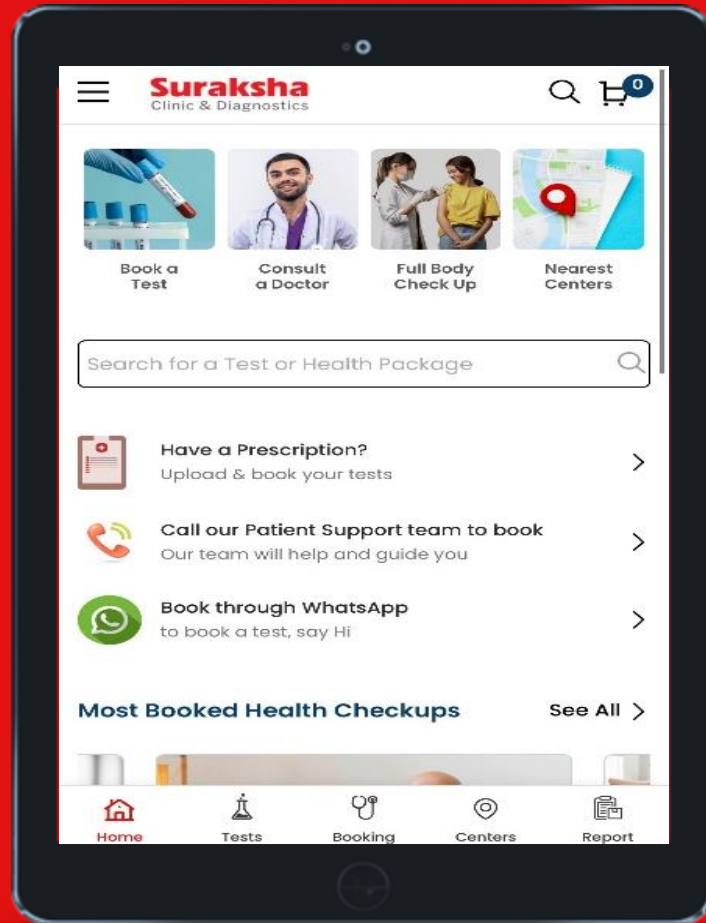 Suraksha
Clinic & Diagnostics
0
Book a
Test
Consult
a Doctor
Full Body
Check Up
Nearest
Centers
Search for a Test or Health Package
Have a Prescription?
Upload & book your tests
Call our Patient Support team to book
Our team will help and guide you
Book through WhatsApp
to book a test, say Hi
Most Booked Health Checkups
See All
Home
Tests
Booking
Centers
Report